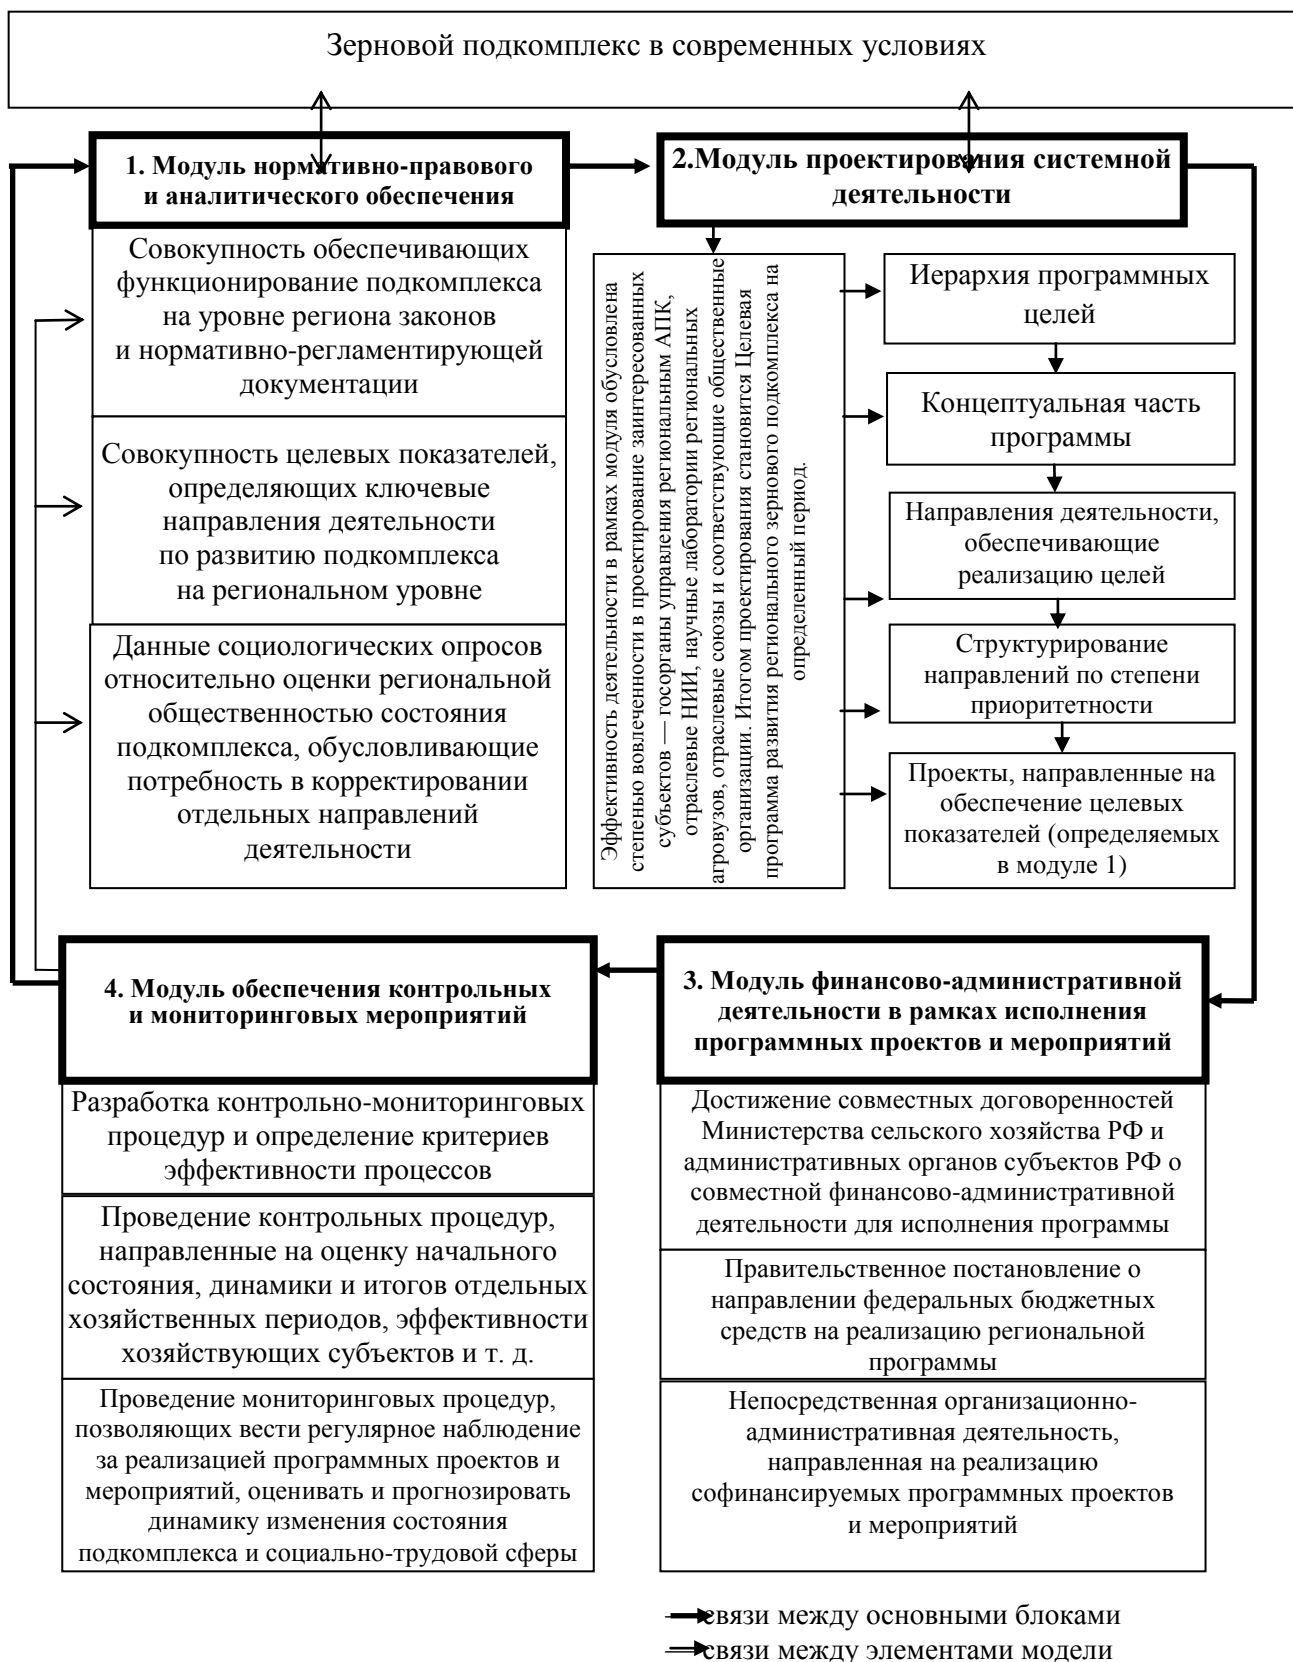 Зерновой подкомплекс в современных условиях
1. Модуль нормативно-правового
и аналитического обеспечения
Совокупность обеспечивающих
функционирование подкомплекса
на уровне региона законов
и нормативно-регламентирующей
документации
Совокупность целевых показателей,
определяющих ключевые
направления деятельности
по развитию подкомплекса
на региональном уровне
Данные социологических опросов
относительно оценки региональной
общественностью состояния
подкомплекса, обусловливающие
потребность в корректировании
отдельных направлений
деятельности
2.Модуль проектирования системной
деятельности
Эффективность деятельности в рамках модуля обусловлена
степенью вовлеченности в проектирование заинтересованных
субъектов — госорганы управления региональным АПК,
отраслевые НИИ, научные лаборатории региональных
агровузов, отраслевые союзы и соответствующие общественные
организации. Итогом проектирования становится Целевая
программа развития регионального зернового подкомплекса на
определенный период.
Иерархия программных
целей
Концептуальная часть
программы
Направления деятельности,
обеспечивающие
реализацию целей
Структурирование
направлений по степени
приоритетности
Проекты, направленные на
обеспечение целевых
показателей (определяемых
в модуле 1)
4. Модуль обеспечения контрольных
и мониторинговых мероприятий
Разработка контрольно-мониторинговых
процедур и определение критериев
эффективности процессов
Проведение контрольных процедур,
направленные на оценку начального
состояния, динамики и итогов отдельных
хозяйственных периодов, эффективности
хозяйствующих субъектов и т. д.
Проведение мониторинговых процедур,
позволяющих вести регулярное наблюдение
за реализацией программных проектов и
мероприятий, оценивать и прогнозировать
динамику изменения состояния
подкомплекса и социально-трудовой сферы
3. Модуль финансово-административной
деятельности в рамках исполнения
программных проектов и мероприятий
Достижение совместных договоренностей
Министерства сельского хозяйства РФ и
административных органов субъектов РФ о
совместной финансово-административной
деятельности для исполнения программы
Правительственное постановление о
направлении федеральных бюджетных
средств на реализацию региональной
программы
Непосредственная организационно-
административная деятельность,
направленная на реализацию
софинансируемых программных проектов
и мероприятий
связи между основными блоками
связи между элементами модели